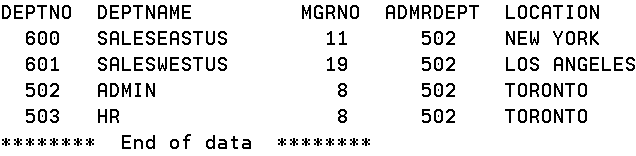 DEPTNO  DEPTNAME          MGRNO  ADMRDEPT  LOCATION
600   SALESEASTUS         11      502    NEW YORK
601   SALESWESTUS         19      502    LOS ANGELES
502   ADMIN                8      502    TORONTO
503   HR                   8      502    TORONTO
********  End of data  ********